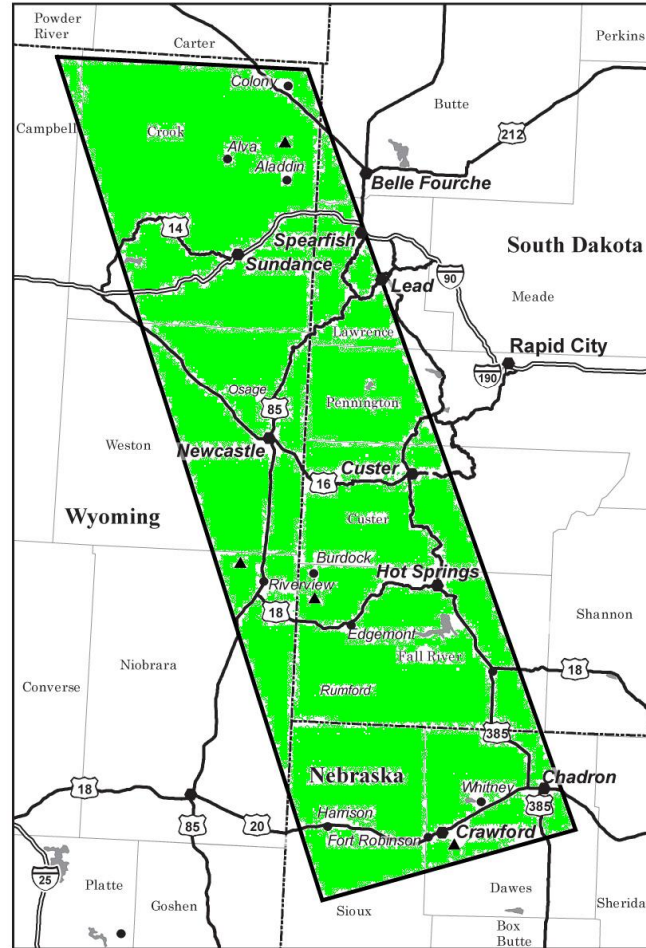 Powder
River
Carter
Perkins
Colony
Butte
212
Campbell
Crook
Alva
Aladdin
Belle Fourche
14
Spearfish
Sundance
South Dakota
90
Lead
Meade
Lawrence
Rapid City
190
Osage
Pennington
85
Weston
Newcastle
Custer
16
Wyoming
Custer
Burdock
Riverview
Hot Springs
18
Shannon
Edgemont
Niobrara
Fall River
18
Converse
Rumford
385
Nebraska
Whitney
Chadron
18
385
Harrison
85
20
Fort Robinson
Crawford
25
Platte
Goshen
Sioux
Dawes
Sherida
Box
Butte